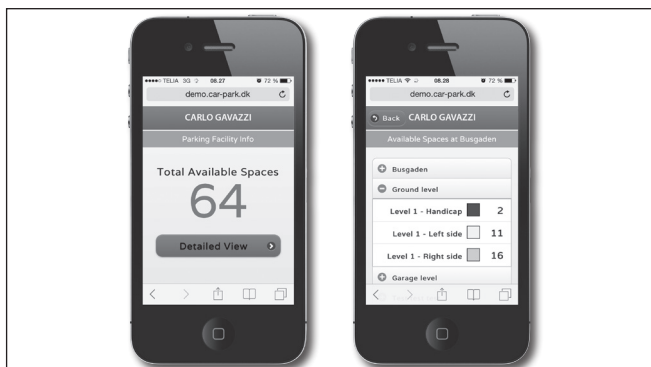 TELIA 3G 08.27 72 %
demo.car-park.dk
CARLO GAVAZZI
Parking Facility Info
Total Available Spaces
64
Detailed View
TELIA 08.28 72 %
demo.car-park.dk
Back CARLO GAVAZZI
Available Spaces at Busgaden
Busgaden
Ground level
Level 1 - Handicap 2
Level 1 - Left side 11
Level 1 - Right side 16
Garage level